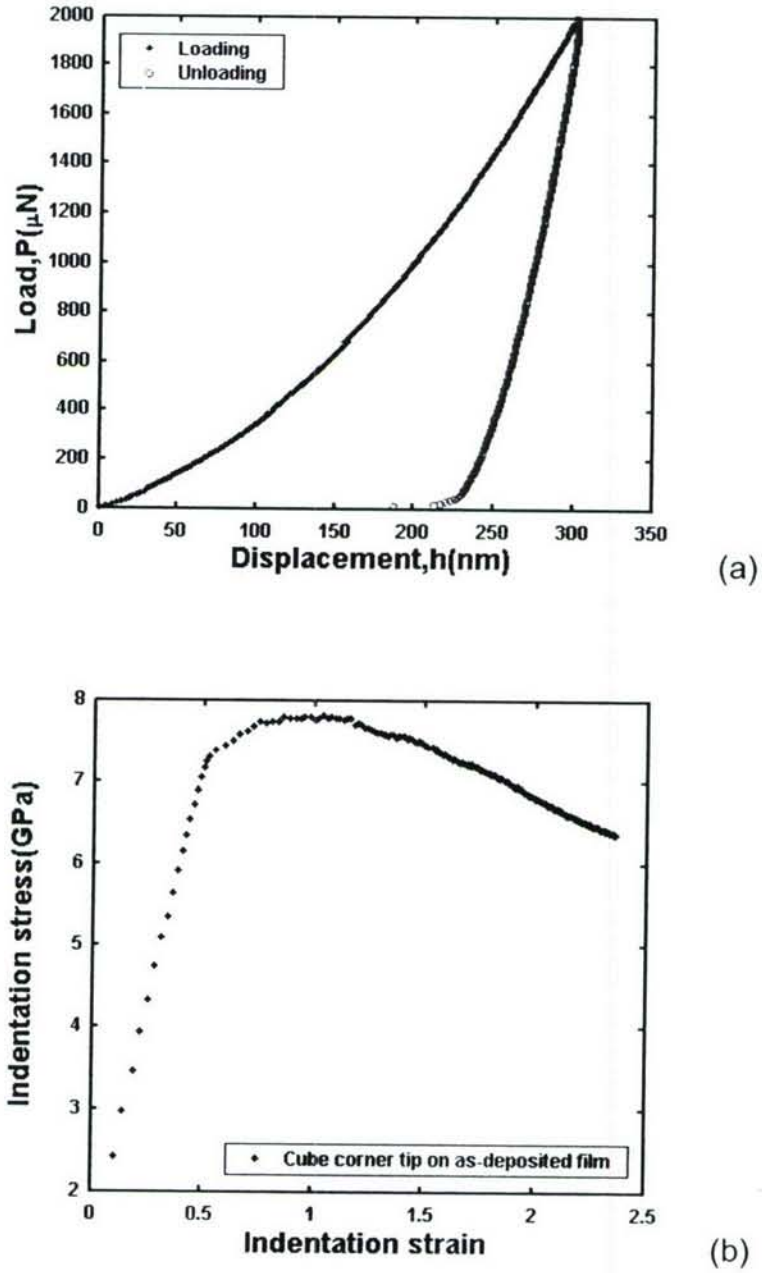 2000
1800
1600
1400
1200
1000
800
600
400
200
0
Load,P(μN)
Loading
Unloading
0 50 100 150 200 250 300 350
Displacement,h(nm)
(a)
8
7
6
5
4
3
2
Indentation stress(GPa)
Cube corner tip on as-deposited film
0 0.5 1 1.5 2 2.5
Indentation strain
(b)